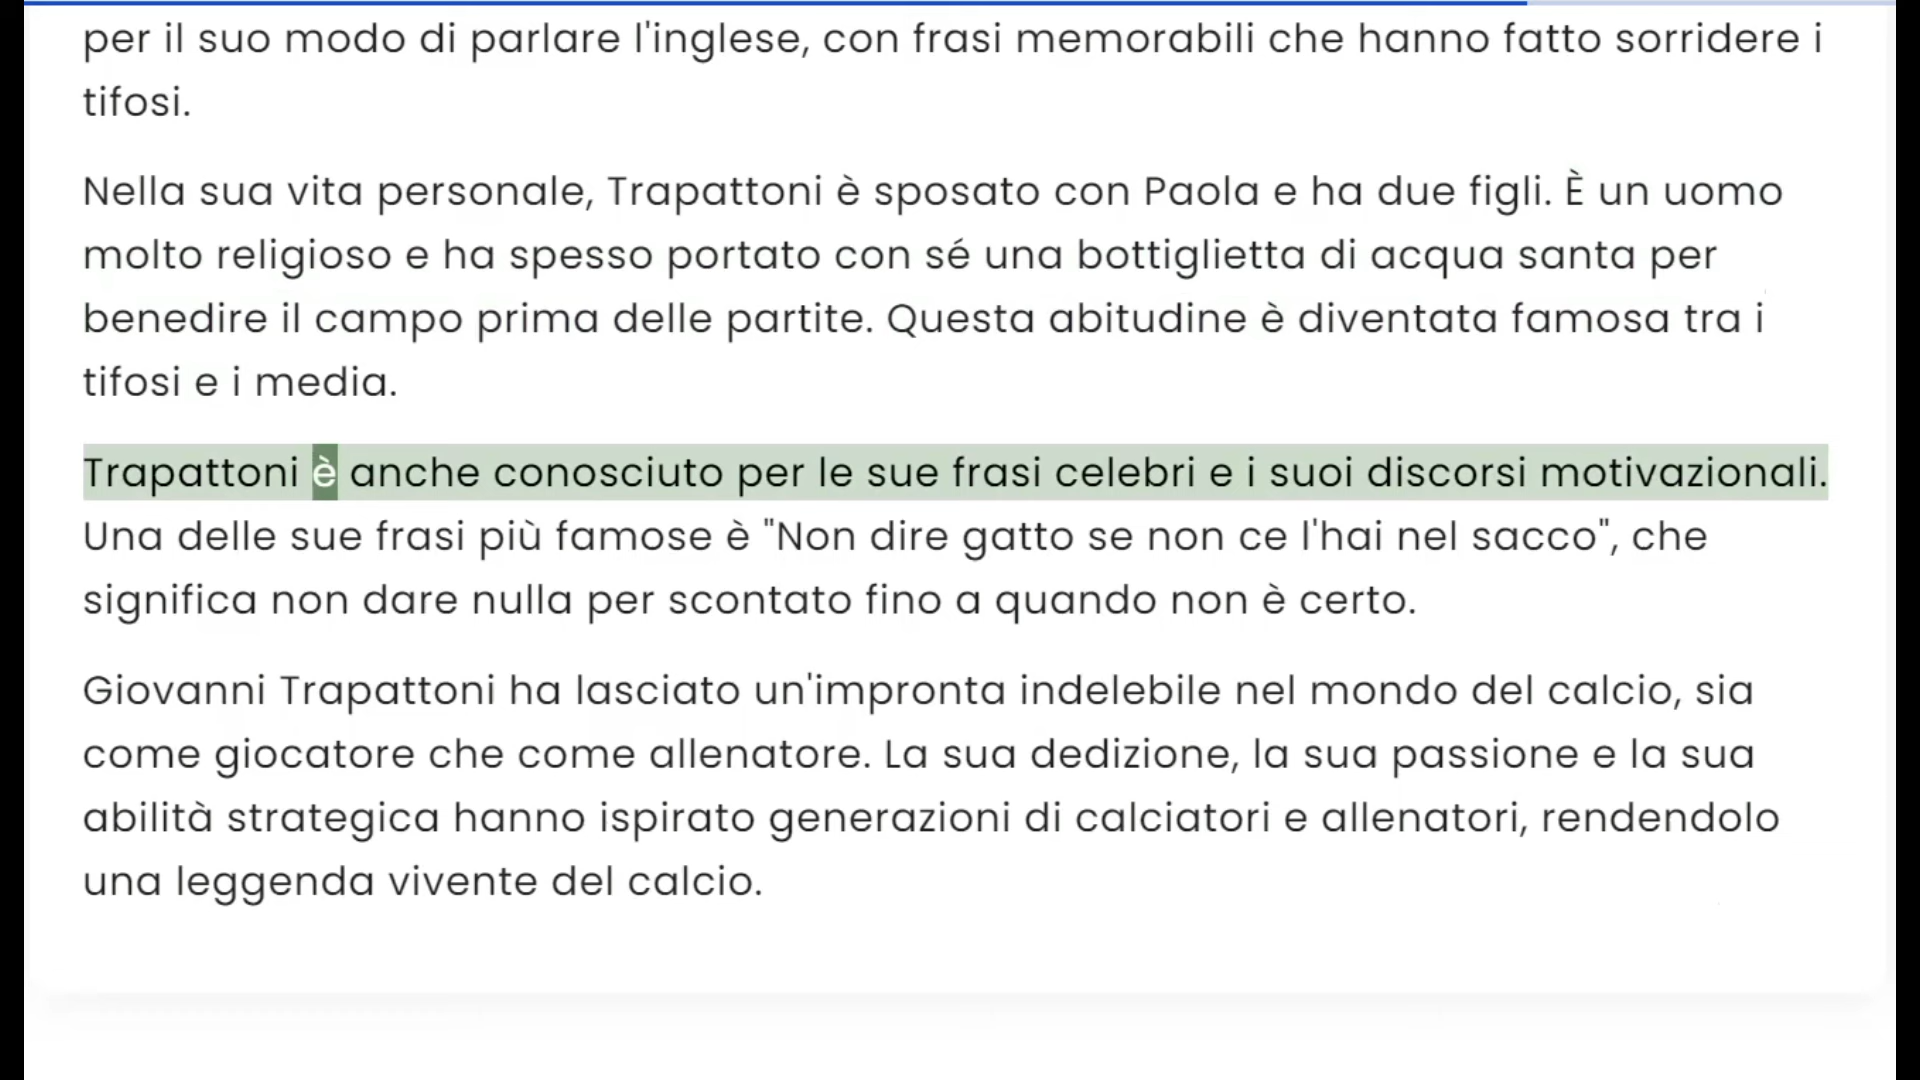 per il suo modo di parlare l'inglese, con frasi memorabili che hanno fatto sorridere i
tifosi.
Nella sua vita personale, Trapattoni è sposato con Paola e ha due figli. È un uomo
molto religioso e ha spesso portato con sé una bottiglietta di acqua santa per
benedire il campo prima delle partite. Questa abitudine è diventata famosa tra i
tifosi e i media.
Trapattoni è anche conosciuto per le sue frasi celebri e i suoi discorsi motivazionali.
Una delle sue frasi più famose è "Non dire gatto se non ce l'hai nel sacco", che
significa non dare nulla per scontato fino a quando non è certo.
Giovanni Trapattoni ha lasciato un'impronta indelebile nel mondo del calcio, sia
come giocatore che come allenatore. La sua dedizione, la sua passione e la sua
abilità strategica hanno ispirato generazioni di calciatori e allenatori, rendendolo
una leggenda vivente del calcio.